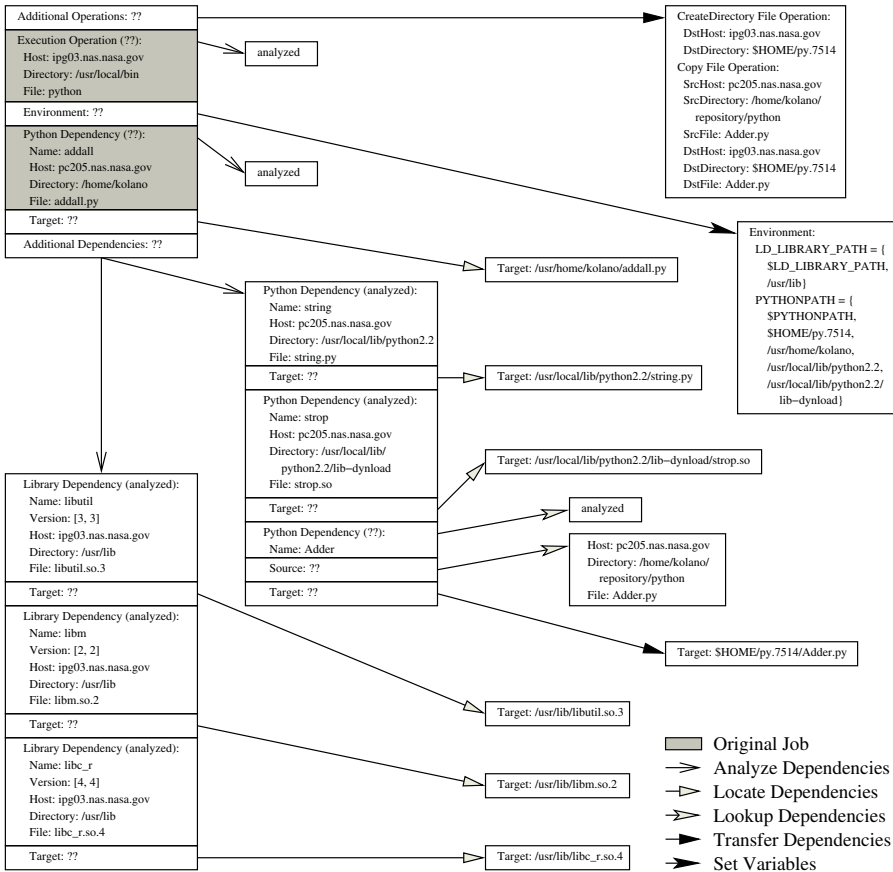 Additional Operations: ??
Execution Operation (??):
Host: ipg03.nas.nasa.gov
Directory: /usr/local/bin
File: python
Environment: ??
Python Dependency (??):
Name: addall
Host: pc205.nas.nasa.gov
Directory: /home/kolano
File: addall.py
Target: ??
Additional Dependencies: ??
analyzed
analyzed
CreateDirectory File Operation:
DstHost: ipg03.nas.nasa.gov
DstDirectory: $HOME/py.7514
Copy File Operation:
SrcHost: pc205.nas.nasa.gov
SrcDirectory: /home/kolano/
repository/python
SrcFile: Adder.py
DstHost: ipg03.nas.nasa.gov
DstDirectory: $HOME/py.7514
DstFile: Adder.py
Environment:
LD_LIBRARY_PATH = {
$LD_LIBRARY_PATH,
/usr/lib}
PYTHONPATH = {
$PYTHONPATH,
$HOME/py.7514,
/usr/home/kolano,
/usr/local/lib/python2.2,
/usr/local/lib/python2.2/
lib−dynload}
Target: /usr/home/kolano/addall.py
Python Dependency (analyzed):
Name: string
Host: pc205.nas.nasa.gov
Directory: /usr/local/lib/python2.2
File: string.py
Target: ??
Python Dependency (analyzed):
Name: strop
Host: pc205.nas.nasa.gov
Directory: /usr/local/lib/
python2.2/lib−dynload
File: strop.so
Target: ??
Python Dependency (??):
Name: Adder
Source: ??
Target: ??
Target: /usr/local/lib/python2.2/string.py
Target: /usr/local/lib/python2.2/lib−dynload/strop.so
analyzed
Host: pc205.nas.nasa.gov
Directory: /home/kolano/
repository/python
File: Adder.py
Target: $HOME/py.7514/Adder.py
Library Dependency (analyzed):
Name: libutil
Version: [3, 3]
Host: ipg03.nas.nasa.gov
Directory: /usr/lib
File: libutil.so.3
Target: ??
Library Dependency (analyzed):
Name: libm
Version: [2, 2]
Host: ipg03.nas.nasa.gov
Directory: /usr/lib
File: libm.so.2
Target: ??
Library Dependency (analyzed):
Name: libc_r
Version: [4, 4]
Host: ipg03.nas.nasa.gov
Directory: /usr/lib
File: libc_r.so.4
Target: ??
Target: /usr/lib/libutil.so.3
Target: /usr/lib/libm.so.2
Target: /usr/lib/libc_r.so.4
Original Job
Analyze Dependencies
Locate Dependencies
Lookup Dependencies
Transfer Dependencies
Set Variables